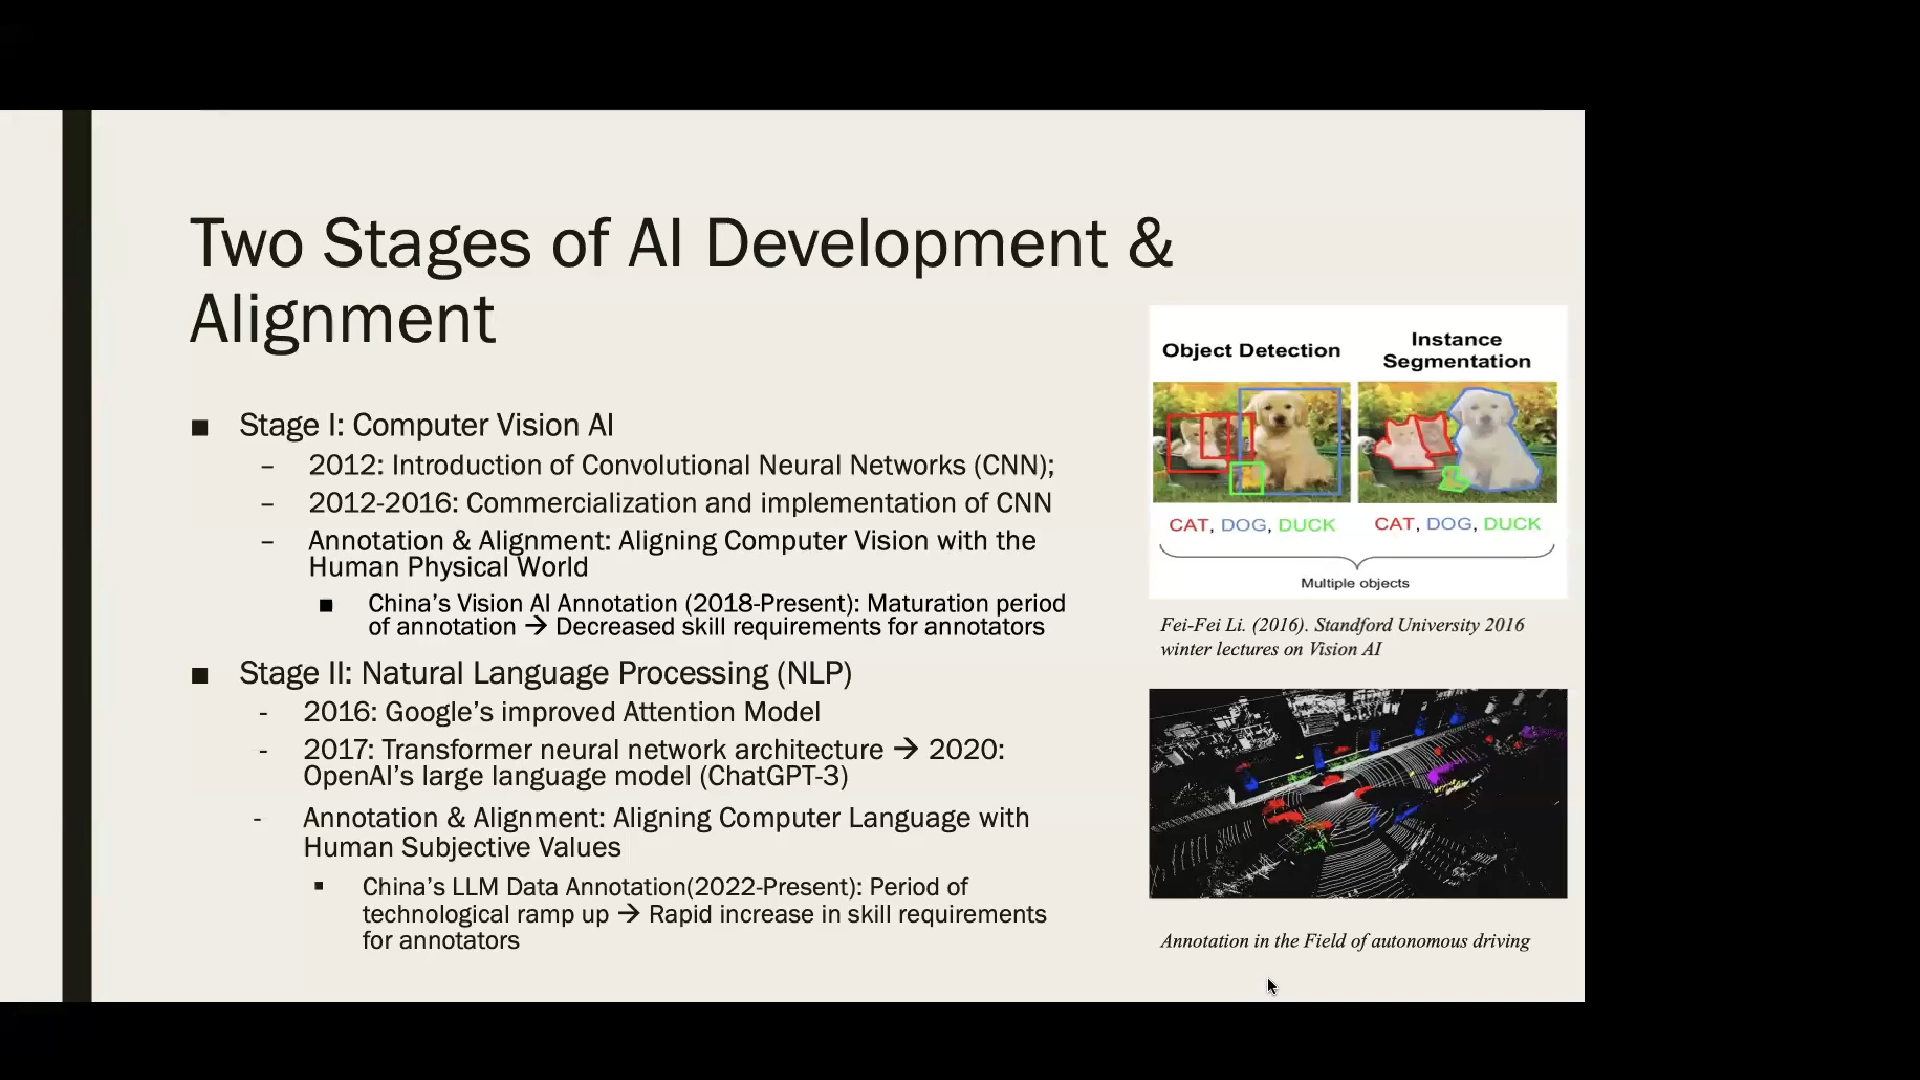 Two Stages of AI Development &
Alignment
■ Stage I: Computer Vision AI
– 2012: Introduction of Convolutional Neural Networks (CNN);
– 2012-2016: Commercialization and implementation of CNN
– Annotation & Alignment: Aligning Computer Vision with the
Human Physical World
■ China's Vision AI Annotation (2018-Present): Maturation period
of annotation → Decreased skill requirements for annotators
■ Stage II: Natural Language Processing (NLP)
- 2016: Google's improved Attention Model
- 2017: Transformer neural network architecture → 2020:
OpenAI's large language model (ChatGPT-3)
- Annotation & Alignment: Aligning Computer Language with
Human Subjective Values
▪ China's LLM Data Annotation(2022-Present): Period of
technological ramp up → Rapid increase in skill requirements
for annotators
Object Detection
Instance
Segmentation
CAT, DOG, DUCK
CAT, DOG, DUCK
Multiple objects
Fei-Fei Li. (2016). Standford University 2016
winter lectures on Vision AI
Annotation in the Field of autonomous driving